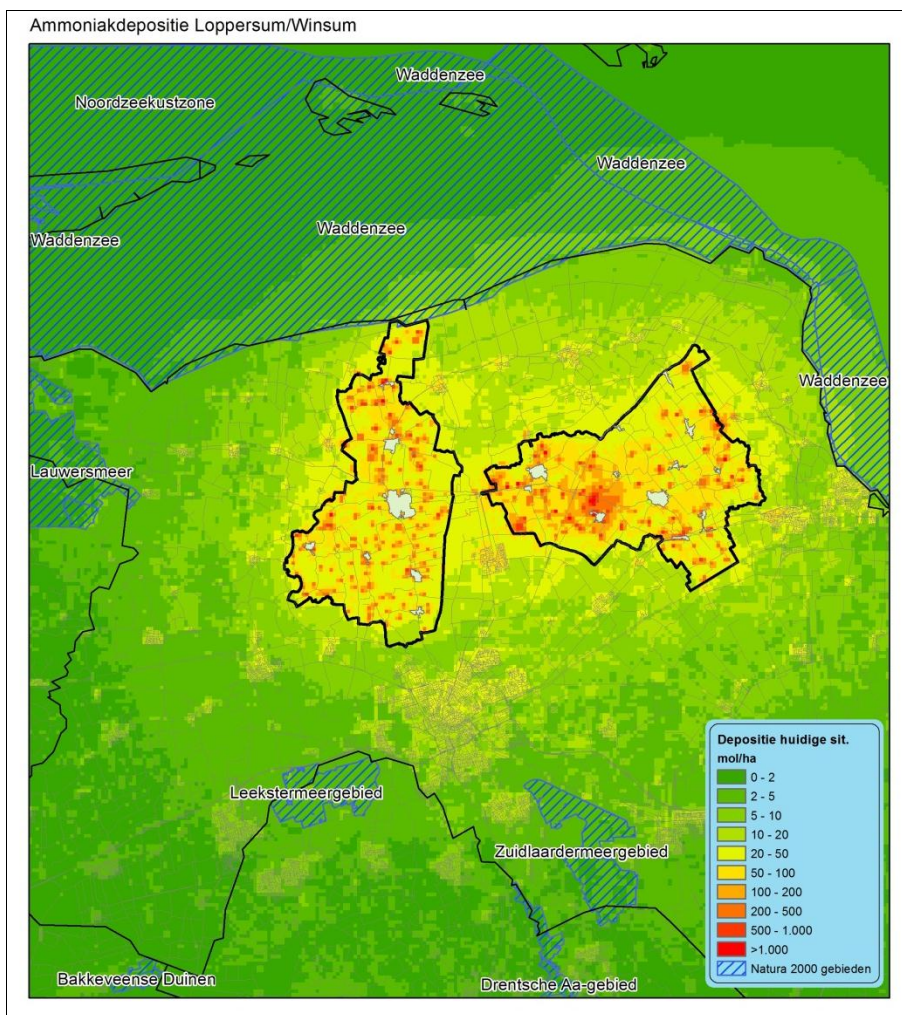 Ammoniakdepositie Loppersum/Winsum
Waddenzee
Noordzeekustzone
Waddenzee
Waddenzee
Waddenzee
Waddenzee
Lauwersmeer
Leekstermeergebied
Zuidlaardermeergebied
Bakkeveense Duinen
Drentsche Aa-gebied
Depositie huidige sit.
mol/ha
0 - 2
2 - 5
5 - 10
10 - 20
20 - 50
50 - 100
100 - 200
200 - 500
500 - 1.000
>1.000
Natura 2000 gebieden